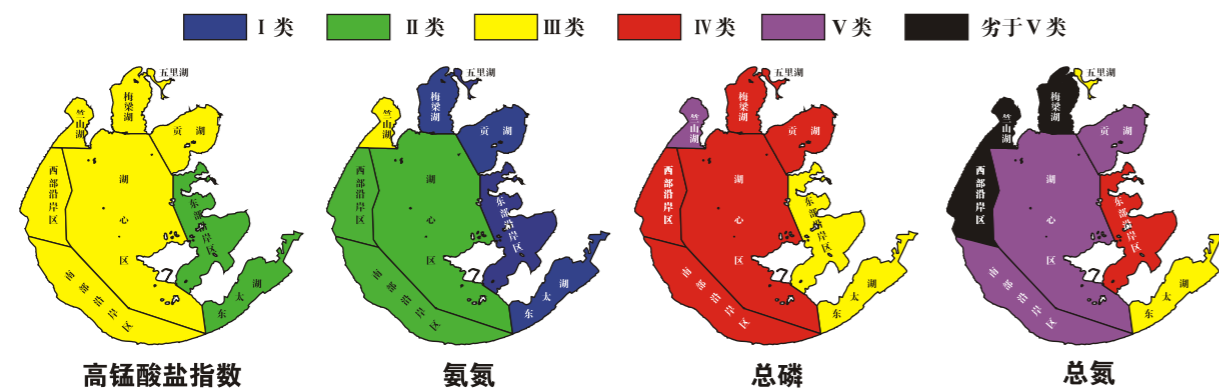 I 类 II 类 III类 IV类 V类 劣于V类
五里湖
梅梁湖
竺山湖
贡湖
西部沿岸区
湖心区
东部沿岸区
南部沿岸区
东太湖
高锰酸盐指数
五里湖
梅梁湖
竺山湖
贡湖
西部沿岸区
湖心区
东部沿岸区
南部沿岸区
东太湖
氨氮
五里湖
梅梁湖
竺山湖
贡湖
西部沿岸区
湖心区
东部沿岸区
南部沿岸区
东太湖
总磷
五里湖
梅梁湖
竺山湖
贡湖
西部沿岸区
湖心区
东部沿岸区
南部沿岸区
东太湖
总氮